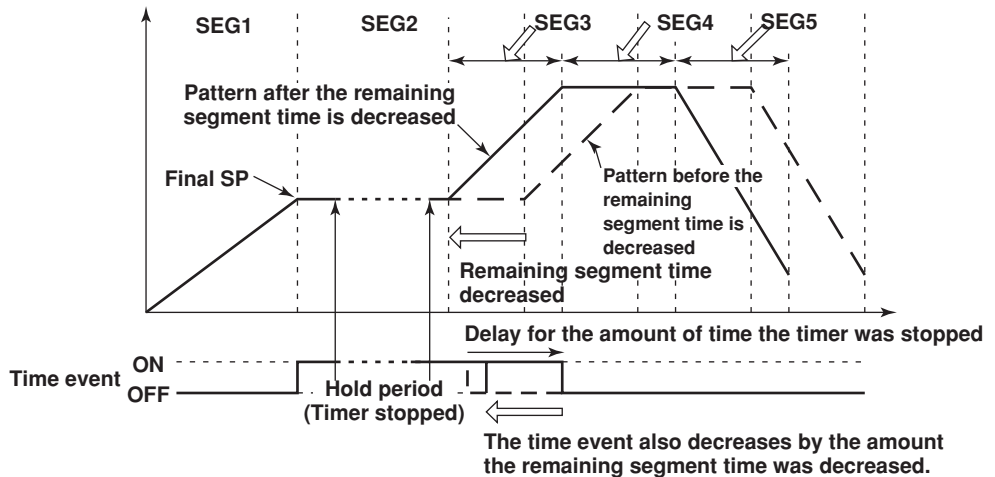 SEG1
SEG2
SEG3
SEG4
SEG5
Pattern after the remaining
segment time is decreased
Final SP
Pattern before the
remaining
segment time is
decreased
Remaining segment time
decreased
Delay for the amount of time the timer was stopped
ON
Time event
OFF
Hold period
(Timer stopped)
The time event also decreases by the amount
the remaining segment time was decreased.